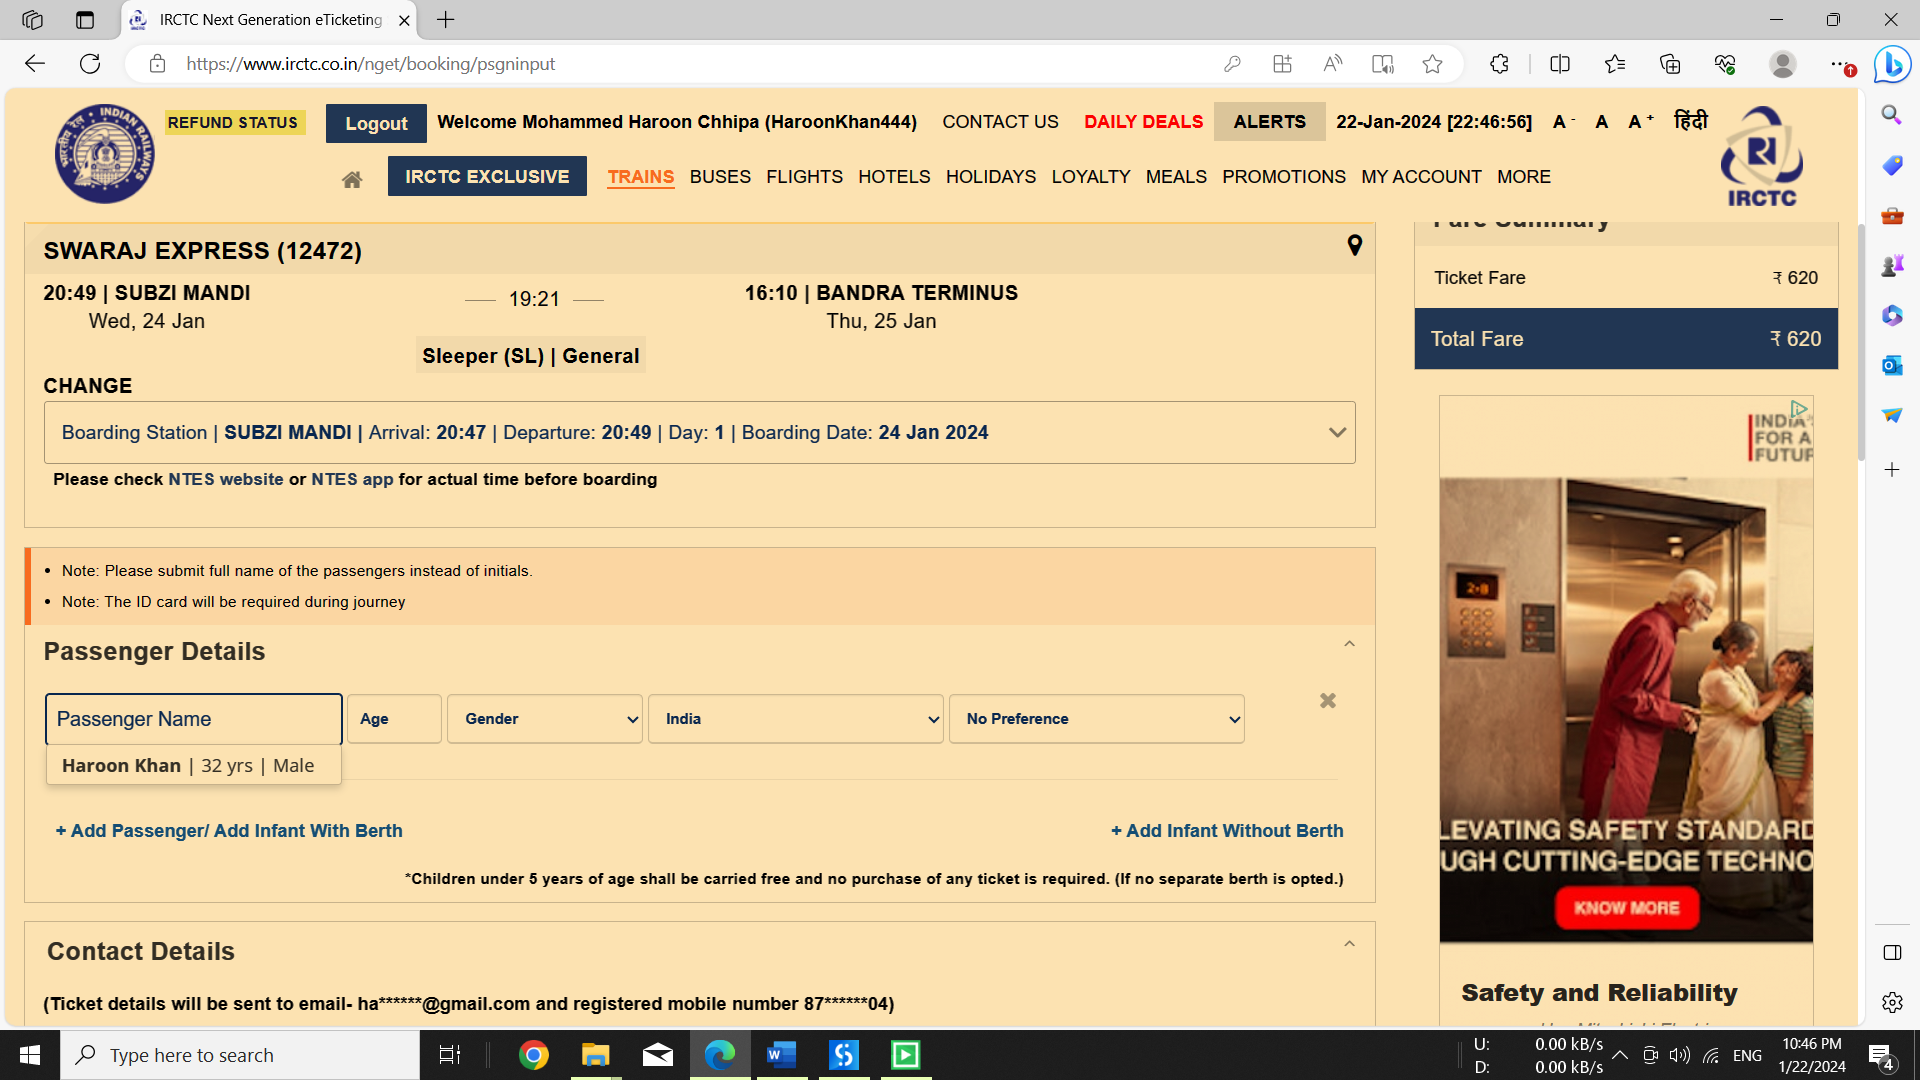 IRCTC Next Generation eTicketing
https://www.irctc.co.in/nget/booking/psgninput
INDIAN RAILWAYS
भारतीय रेल
REFUND STATUS
Logout
Welcome Mohammed Haroon Chhipa (HaroonKhan444)
CONTACT US
DAILY DEALS
ALERTS
22-Jan-2024 [22:46:56]
A - A A + हिंदी
IRCTC EXCLUSIVE
TRAINS BUSES FLIGHTS HOTELS HOLIDAYS LOYALTY MEALS PROMOTIONS MY ACCOUNT MORE
IRCTC
SWARAJ EXPRESS (12472)
20:49 | SUBZI MANDI
Wed, 24 Jan
19:21
16:10 | BANDRA TERMINUS
Thu, 25 Jan
Sleeper (SL) | General
CHANGE
Boarding Station | SUBZI MANDI | Arrival: 20:47 | Departure: 20:49 | Day: 1 | Boarding Date: 24 Jan 2024
Please check NTES website or NTES app for actual time before boarding
Fare Summary
Ticket Fare ₹ 620
Total Fare ₹ 620
• Note: Please submit full name of the passengers instead of initials.
• Note: The ID card will be required during journey
Passenger Details
Passenger Name
Age
Gender
India
No Preference
Haroon Khan | 32 yrs | Male
+ Add Passenger/ Add Infant With Berth
+ Add Infant Without Berth
*Children under 5 years of age shall be carried free and no purchase of any ticket is required. (If no separate berth is opted.)
Contact Details
(Ticket details will be sent to email- ha******@gmail.com and registered mobile number 87******04)
INDIA'
FOR A
FUTUR
LEVATING SAFETY STANDARD
UGH CUTTING-EDGE TECHNO
KNOW MORE
Safety and Reliability
Type here to search
U: 0.00 kB/s
D: 0.00 kB/s
ENG
10:46 PM
1/22/2024
4